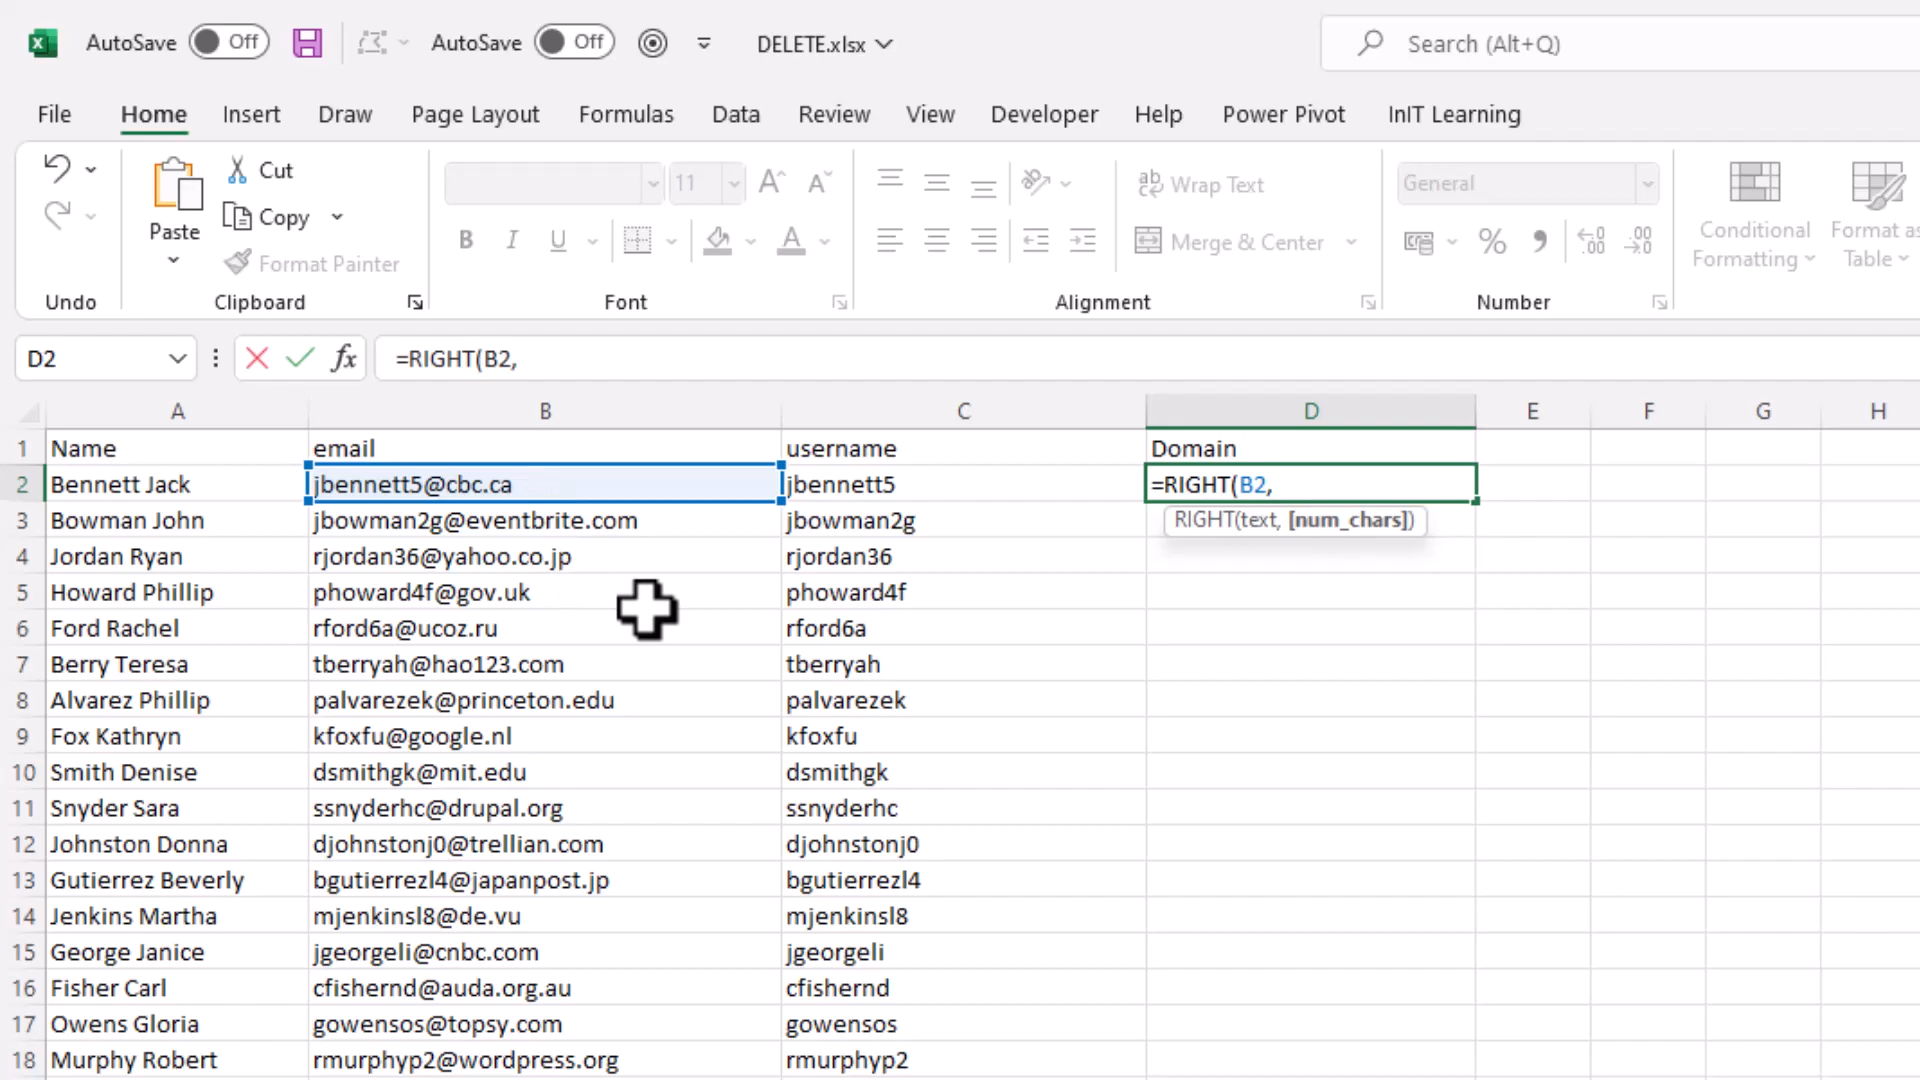 AutoSave Off AutoSave Off DELETE.xlsx Search (Alt+Q)
File Home Insert Draw Page Layout Formulas Data Review View Developer Help Power Pivot InIT Learning
Cut
Copy
Format Painter
Paste
Undo Clipboard
11
B I U A
Font
ab Wrap Text
Merge & Center
Alignment
General
% 9 .00
Number
Conditional Formatting
Format as
Table
D2 fx =RIGHT(B2,
A B C D E F G H
1 Name email username Domain
2 Bennett Jack jbennett5@cbc.ca jbennett5 =RIGHT(B2,
RIGHT(text, [num_chars])
3 Bowman John jbowman2g@eventbrite.com jbowman2g
4 Jordan Ryan rjordan36@yahoo.co.jp rjordan36
5 Howard Phillip phoward4f@gov.uk phoward4f
6 Ford Rachel rford6a@ucoz.ru rford6a
7 Berry Teresa tberryah@hao123.com tberryah
8 Alvarez Phillip palvarezek@princeton.edu palvarezek
9 Fox Kathryn kfoxfu@google.nl kfoxfu
10 Smith Denise dsmithgk@mit.edu dsmithgk
11 Snyder Sara ssnyderhc@drupal.org ssnyderhc
12 Johnston Donna djohnstonj0@trellian.com djohnstonj0
13 Gutierrez Beverly bgutierrezl4@japanpost.jp bgutierrezl4
14 Jenkins Martha mjenkinsl8@de.vu mjenkinsl8
15 George Janice jgeorgeli@cnbc.com jgeorgeli
16 Fisher Carl cfishernd@auda.org.au cfishernd
17 Owens Gloria gowensos@topsy.com gowensos
18 Murphy Robert rmurphyp2@wordpress.org rmurphyp2